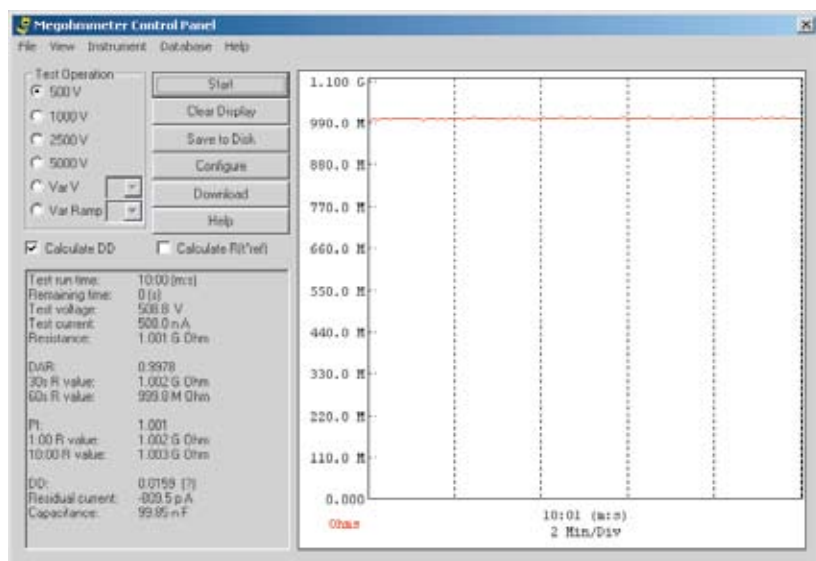 Megohmmeter Control Panel
File View Instrument Database Help
Test Operation
500 V
1000 V
2500 V
5000 V
Var V
Var Ramp
Start
Clear Display
Save to Disk
Configure
Download
Help
Calculate DD
Calculate R(t°ref)
Test run time: 10:00 (m:s)
Remaining time: 0 (s)
Test voltage: 508.8 V
Test current: 508.0 n A
Resistance: 1.001 G Ohm
DAR: 0.9978
30s R value: 1.002 G Ohm
60s R value: 999.8 M Ohm
PI: 1.001
1:00 R value: 1.002 G Ohm
10:00 R value: 1.003 G Ohm
DD: 0.0159 (?)
Residual current: -809.5 p A
Capacitance: 99.85 n F
1.100 G
990.0 M
880.0 M
770.0 M
660.0 M
550.0 M
440.0 M
330.0 M
220.0 M
110.0 M
0.000
Ohms
10:01 (m:s)
2 Min/Div